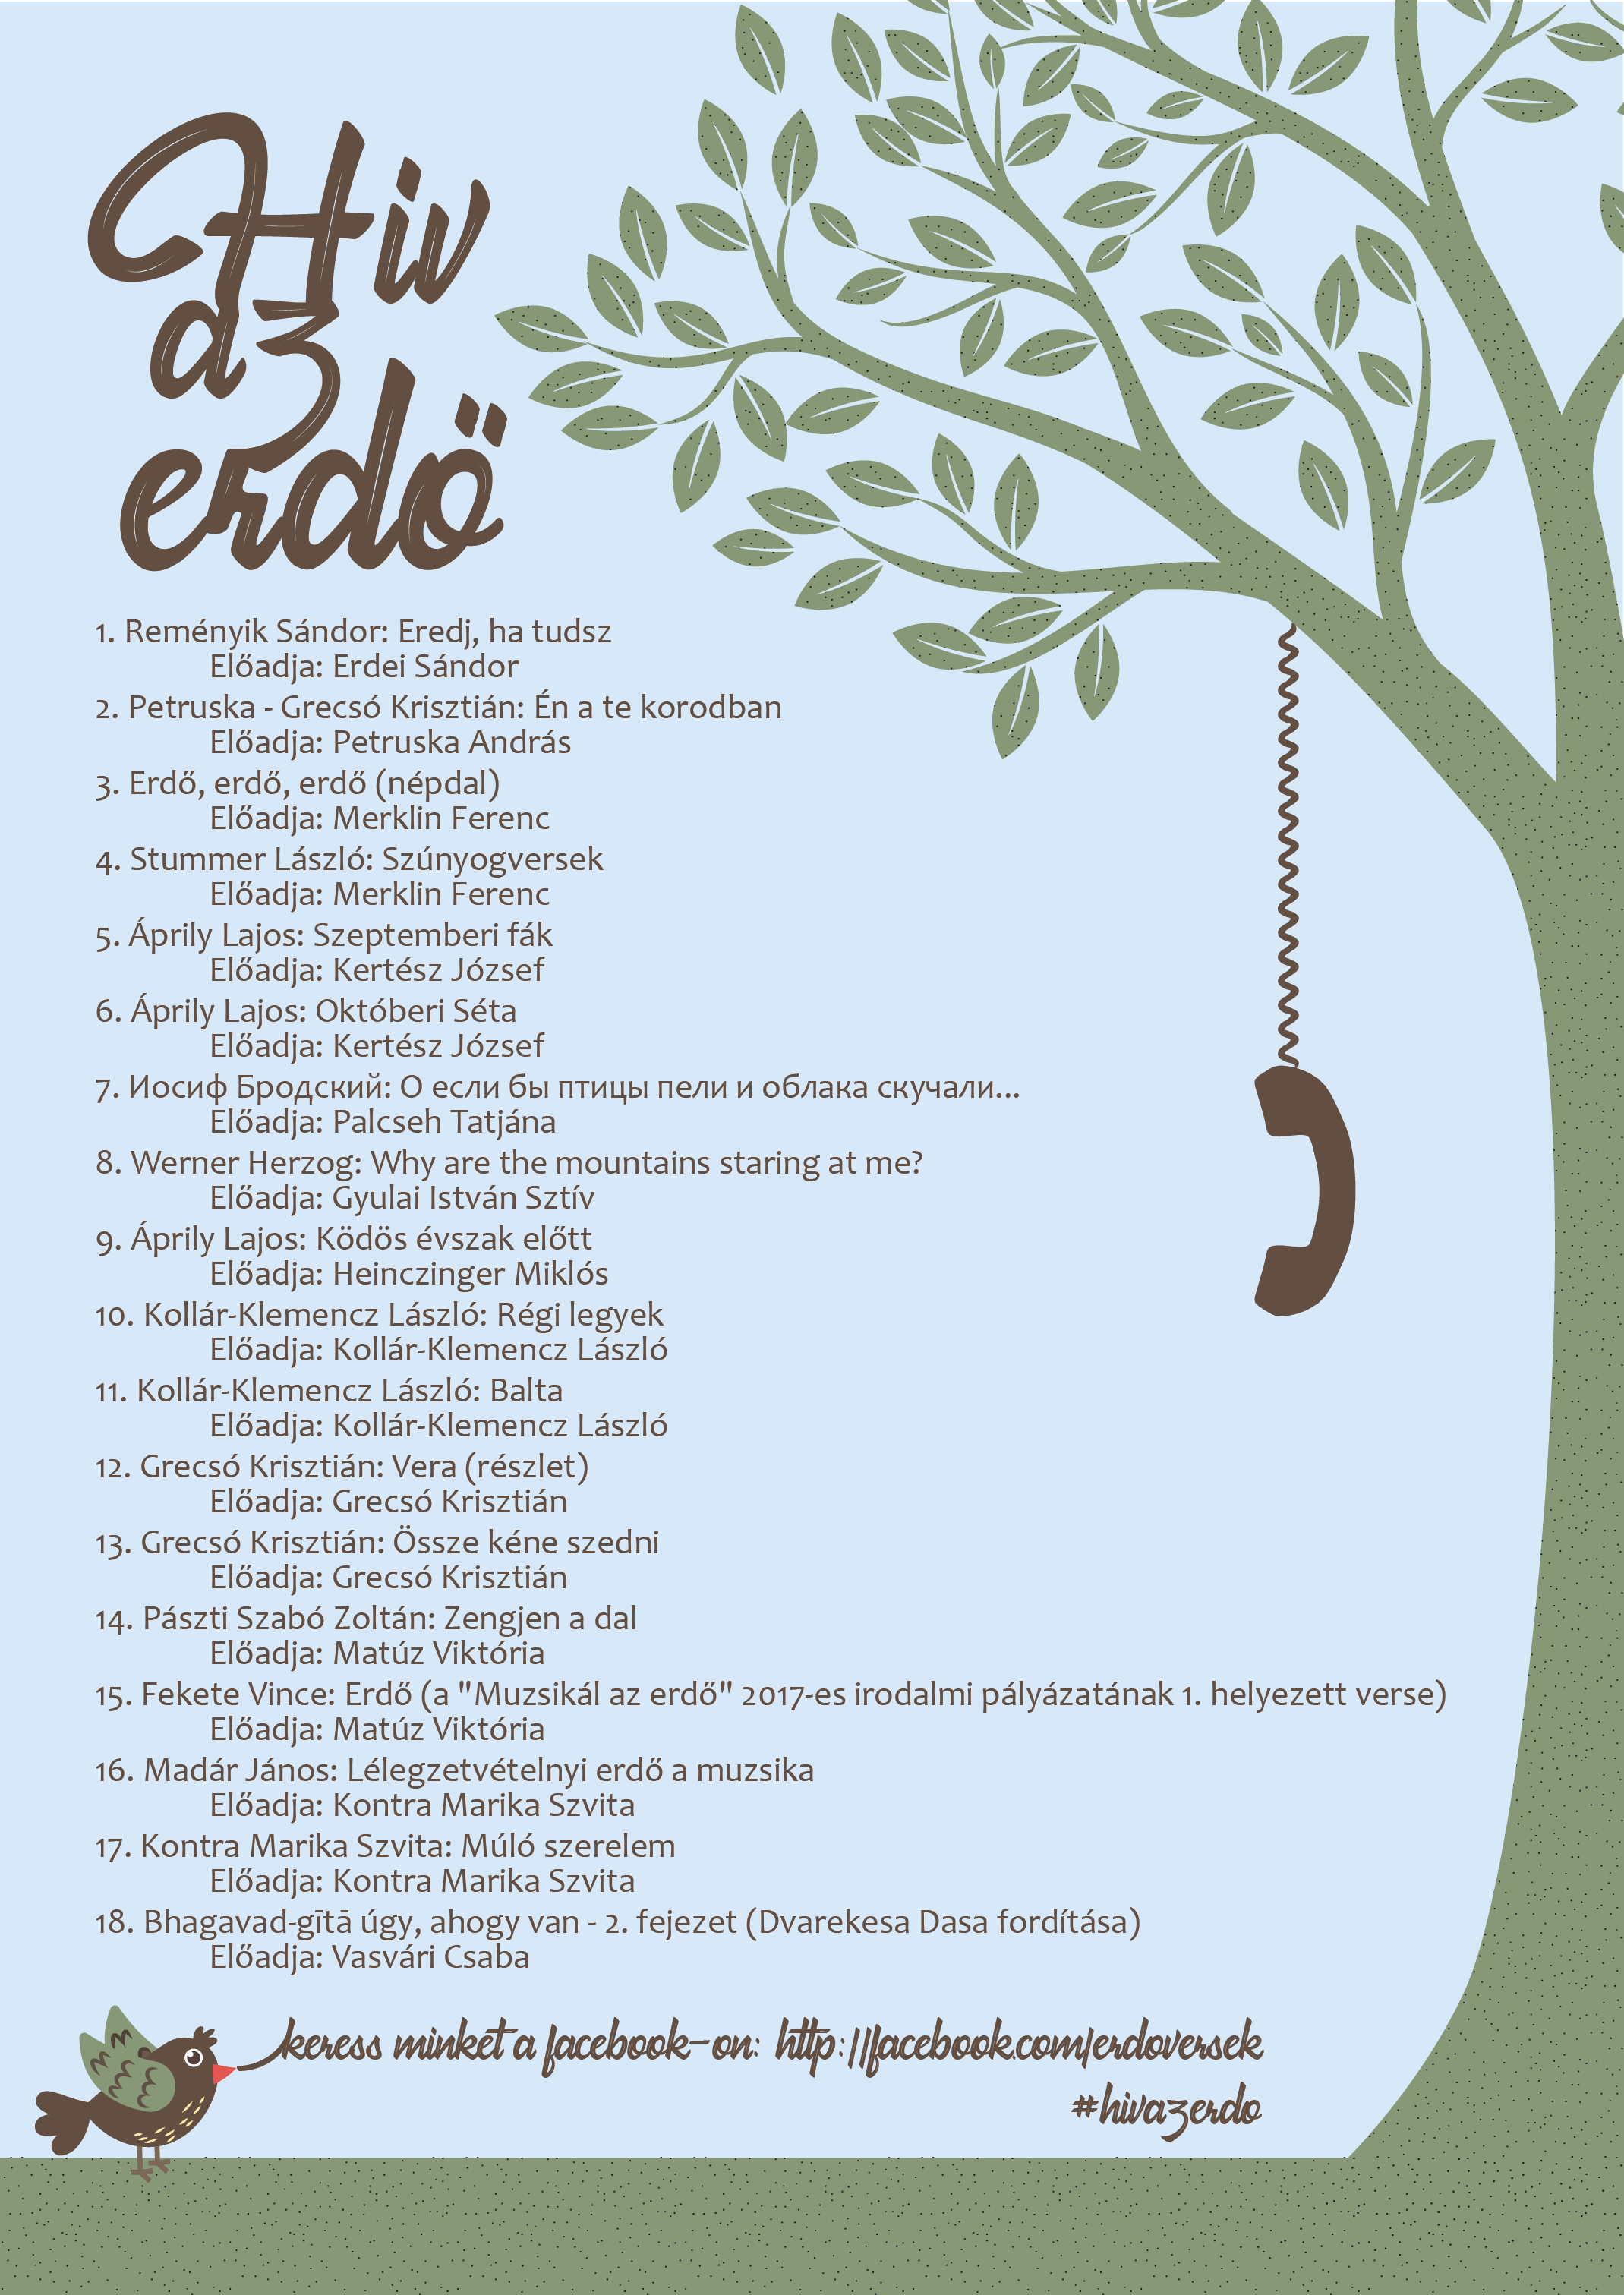 Hív
az
erdő
1. Reményik Sándor: Eredj, ha tudsz
Előadja: Erdei Sándor
2. Petruska - Grecsó Krisztián: Én a te korodban
Előadja: Petruska András
3. Erdő, erdő, erdő (népdal)
Előadja: Merklin Ferenc
4. Stummer László: Szúnyogversek
Előadja: Merklin Ferenc
5. Áprily Lajos: Szeptemberi fák
Előadja: Kertész József
6. Áprily Lajos: Októberi Séta
Előadja: Kertész József
7. Иосиф Бродский: О если бы птицы пели и облака скучали...
Előadja: Palcseh Tatjána
8. Werner Herzog: Why are the mountains staring at me?
Előadja: Gyulai István Sztív
9. Áprily Lajos: Ködös évszak előtt
Előadja: Heinczinger Miklós
10. Kollár-Klemencz László: Régi legyek
Előadja: Kollár-Klemencz László
11. Kollár-Klemencz László: Balta
Előadja: Kollár-Klemencz László
12. Grecsó Krisztián: Vera (részlet)
Előadja: Grecsó Krisztián
13. Grecsó Krisztián: Össze kéne szedni
Előadja: Grecsó Krisztián
14. Pászti Szabó Zoltán: Zengjen a dal
Előadja: Matúz Viktória
15. Fekete Vince: Erdő (a "Muzsikál az erdő" 2017-es irodalmi pályázatának 1. helyezett verse)
Előadja: Matúz Viktória
16. Madár János: Lélegzetvételnyi erdő a muzsika
Előadja: Kontra Marika Szvita
17. Kontra Marika Szvita: Múló szerelem
Előadja: Kontra Marika Szvita
18. Bhagavad-gītā úgy, ahogy van - 2. fejezet (Dvarekesa Dasa fordítása)
Előadja: Vasvári Csaba
keress minket a facebook-on: http://facebook.com/erdoversek
#hivazerdo